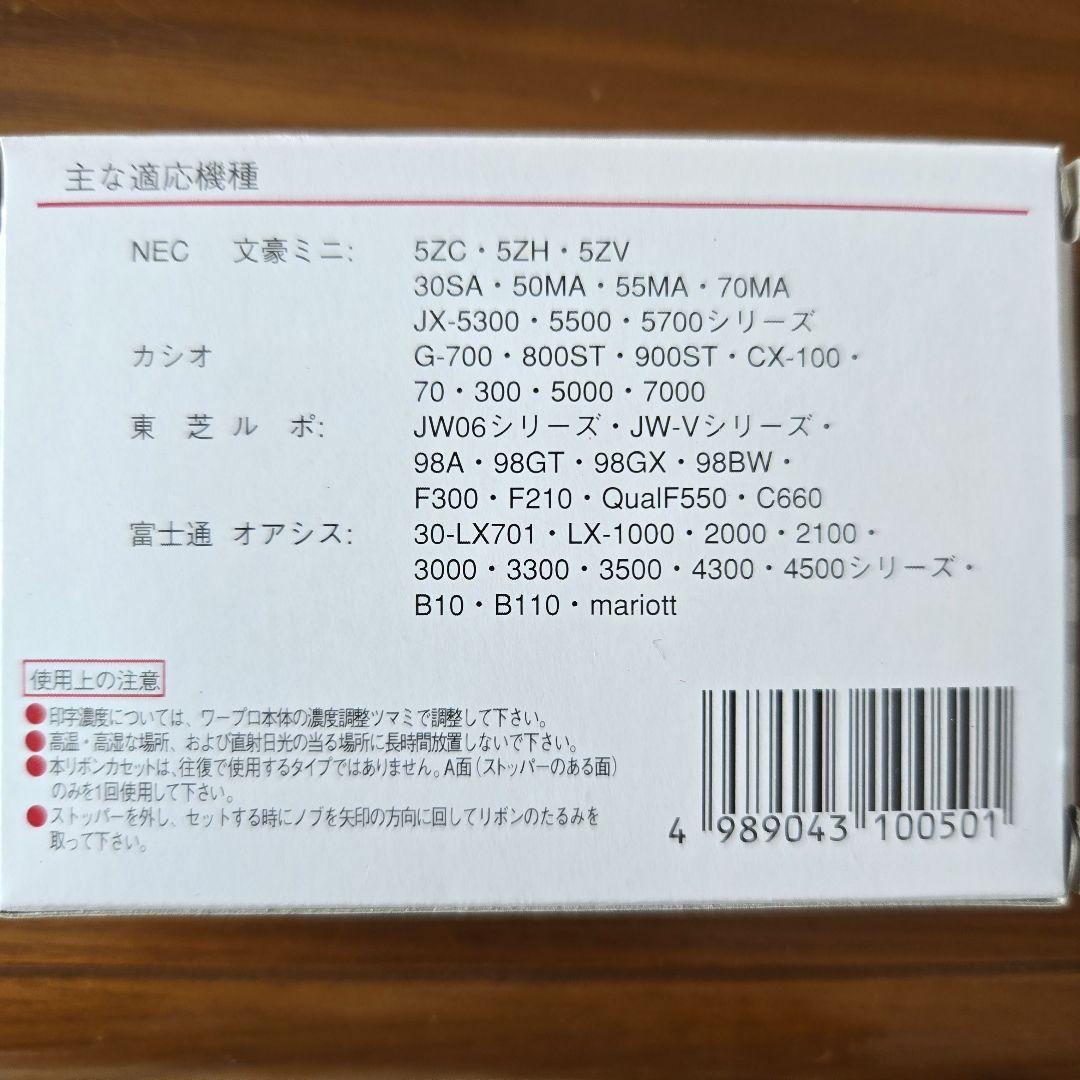 主な適応機種
NEC 文豪ミニ: 5ZC・5ZH・5ZV
30SA・50MA・55MA・70MA
JX-5300・5500・5700シリーズ
カシオ G-700・800ST・900ST・CX-100・
70・300・5000・7000
東芝 ルポ: JW06シリーズ・JW-Vシリーズ・
98A・98GT・98GX・98BW・
F300・F210・QualF550・C660
富士通 オアシス: 30-LX701・LX-1000・2000・2100・
3000・3300・3500・4300・4500シリーズ・
B10・B110・mariott
使用上の注意
●印字濃度については、ワープロ本体の濃度調整ツマミで調整して下さい。
●高温・高湿な場所、および直射日光の当る場所に長時間放置しないで下さい。
●本リボンカセットは、往復で使用するタイプではありません。A面(ストッパーのある面)
のみを1回使用して下さい。
●ストッパーを外し、セットする時にノブを矢印の方向に回してリボンのたるみを
取って下さい。
4 989043 100501